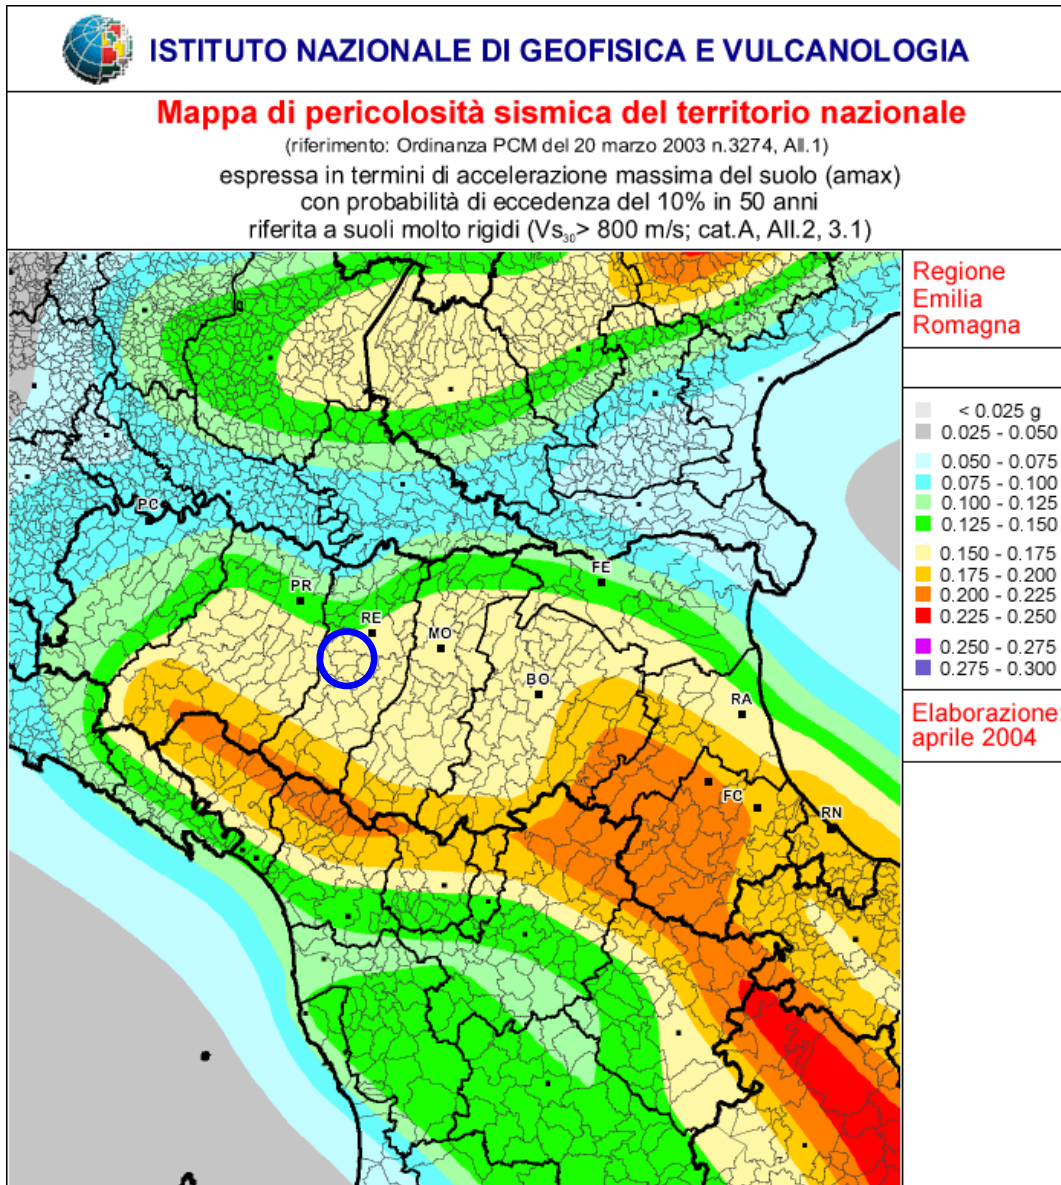 ISTITUTO NAZIONALE DI GEOFISICA E VULCANOLOGIA
Mappa di pericolosità sismica del territorio nazionale
(riferimento: Ordinanza PCM del 20 marzo 2003 n.3274, All.1)
espressa in termini di accelerazione massima del suolo (amax)
con probabilità di eccedenza del 10% in 50 anni
riferita a suoli molto rigidi (Vs₃₀> 800 m/s; cat.A, All.2, 3.1)
Regione
Emilia
Romagna
< 0.025 g
0.025 - 0.050
0.050 - 0.075
0.075 - 0.100
0.100 - 0.125
0.125 - 0.150
0.150 - 0.175
0.175 - 0.200
0.200 - 0.225
0.225 - 0.250
0.250 - 0.275
0.275 - 0.300
Elaborazione:
aprile 2004
PC
PR
FE
RE
MO
BO
RA
FC
RN